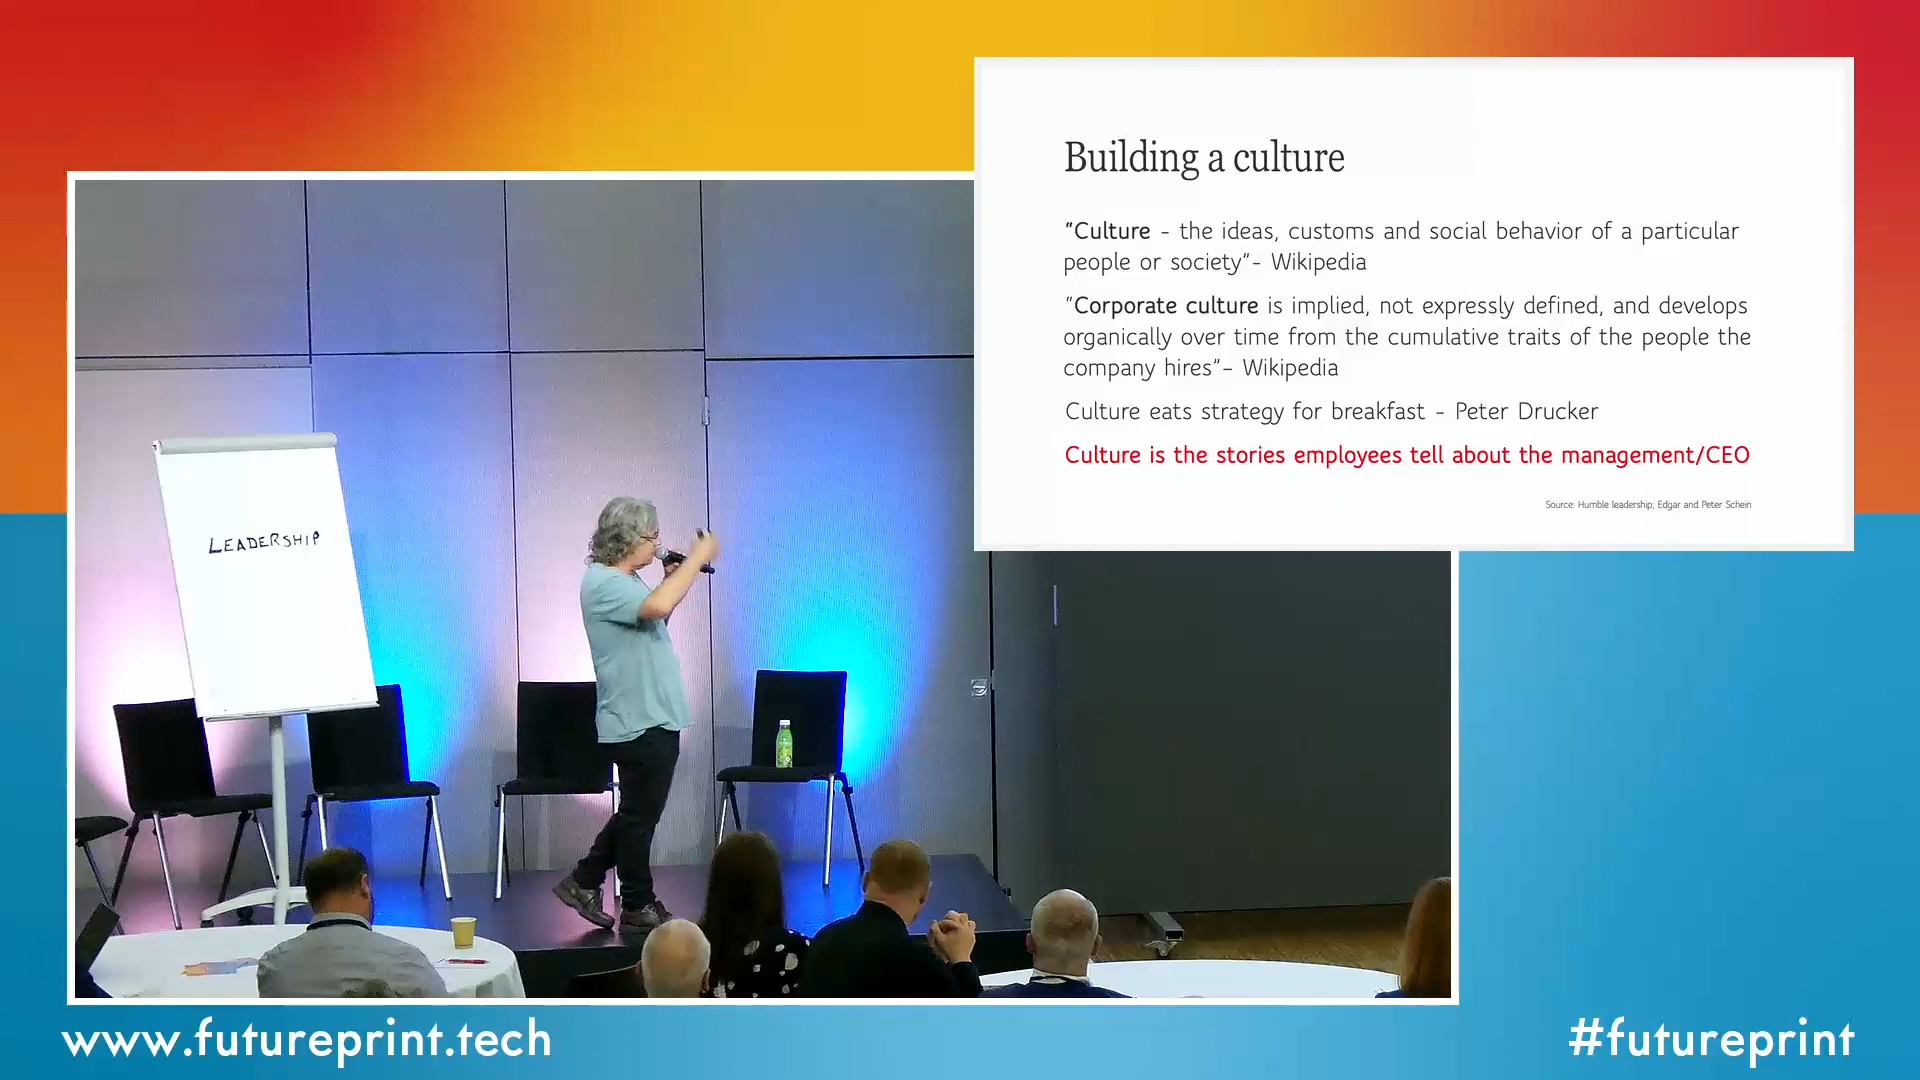 Building a culture
"Culture - the ideas, customs and social behavior of a particular
people or society"- Wikipedia
"Corporate culture is implied, not expressly defined, and develops
organically over time from the cumulative traits of the people the
company hires"- Wikipedia
Culture eats strategy for breakfast - Peter Drucker
Culture is the stories employees tell about the management/CEO
Source: Humble leadership; Edgar and Peter Schein
LEADERSHIP
www.futureprint.tech
#futureprint